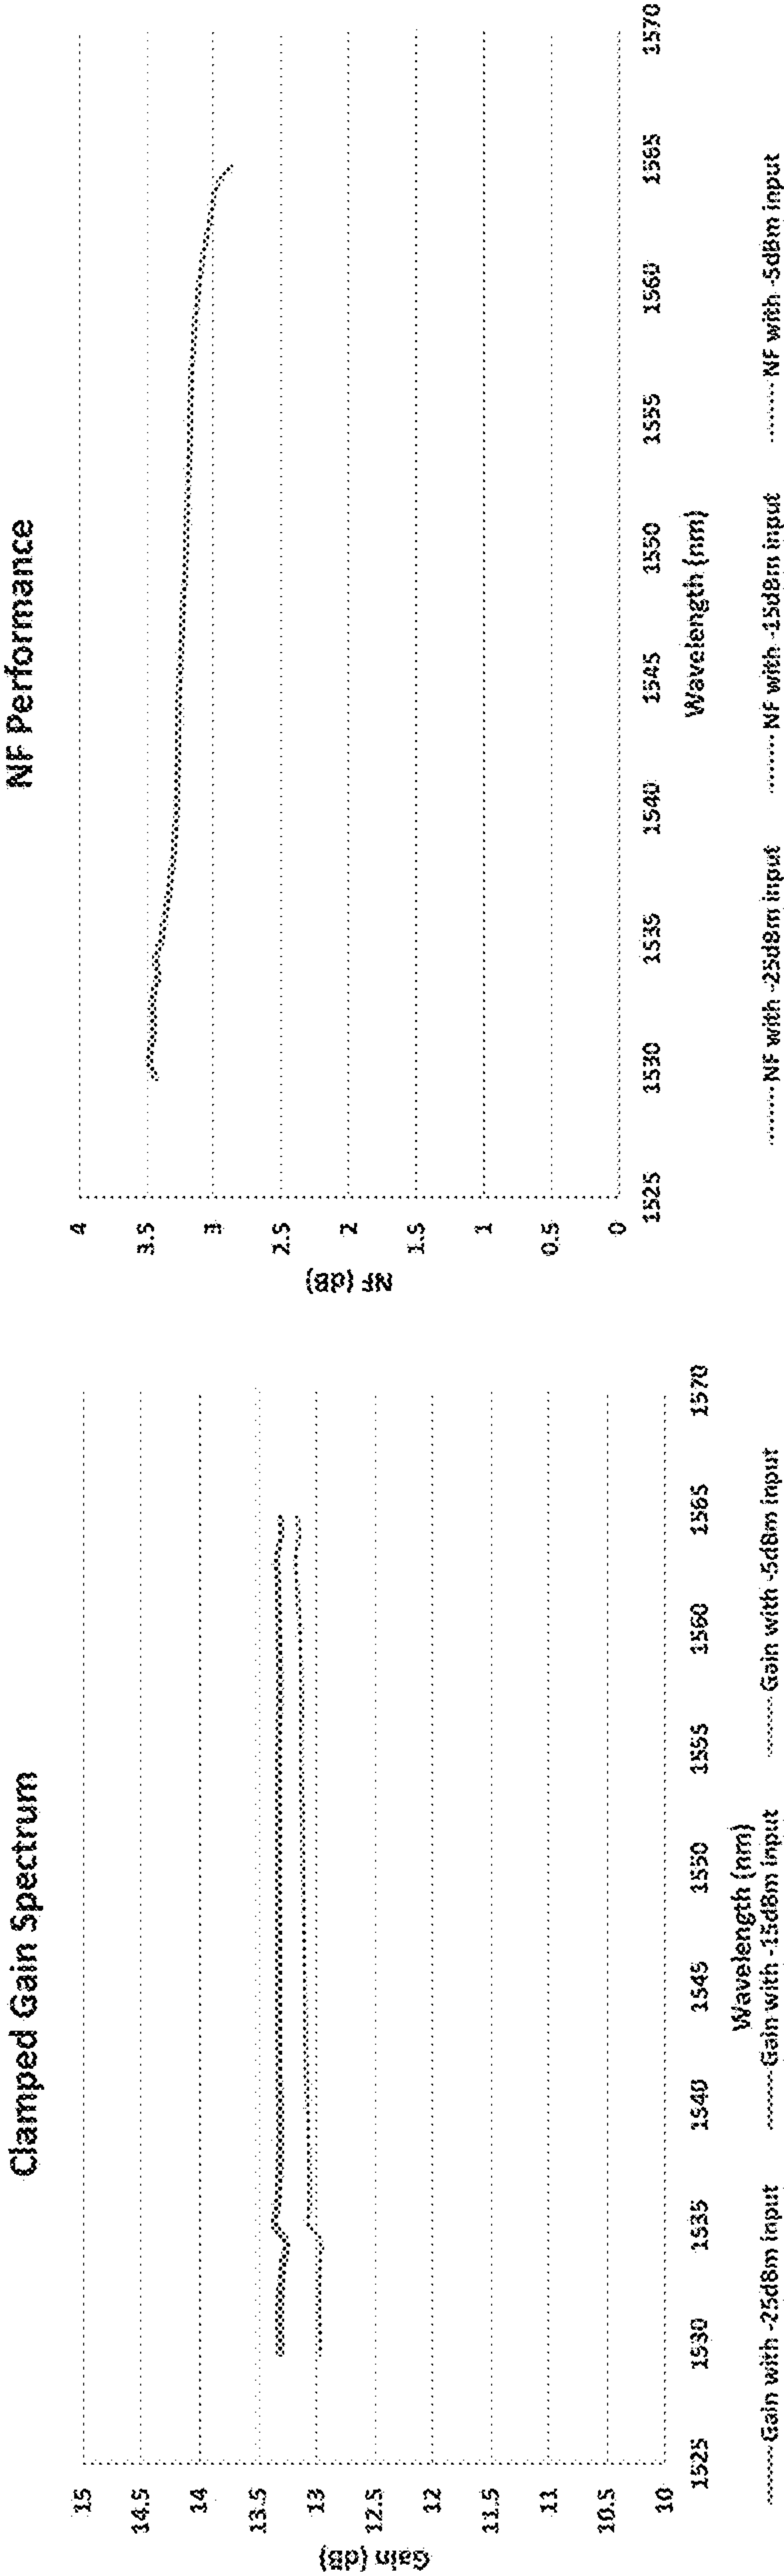 Clamped Gain Spectrum
15
14.5
14
13.5
13
12.5
12
11.5
11
10.5
10
Gain (dB)
1525 1530 1535 1540 1545 1550 1555 1560 1565 1570
Wavelength (nm)
Gain with -25dBm input Gain with -15dBm input Gain with -5dBm input
NF Performance
4
3.5
3
2.5
2
1.5
1
0.5
0
NF (dB)
1525 1530 1535 1540 1545 1550 1555 1560 1565 1570
Wavelength (nm)
NF with -25dBm input NF with -15dBm input NF with -5dBm input